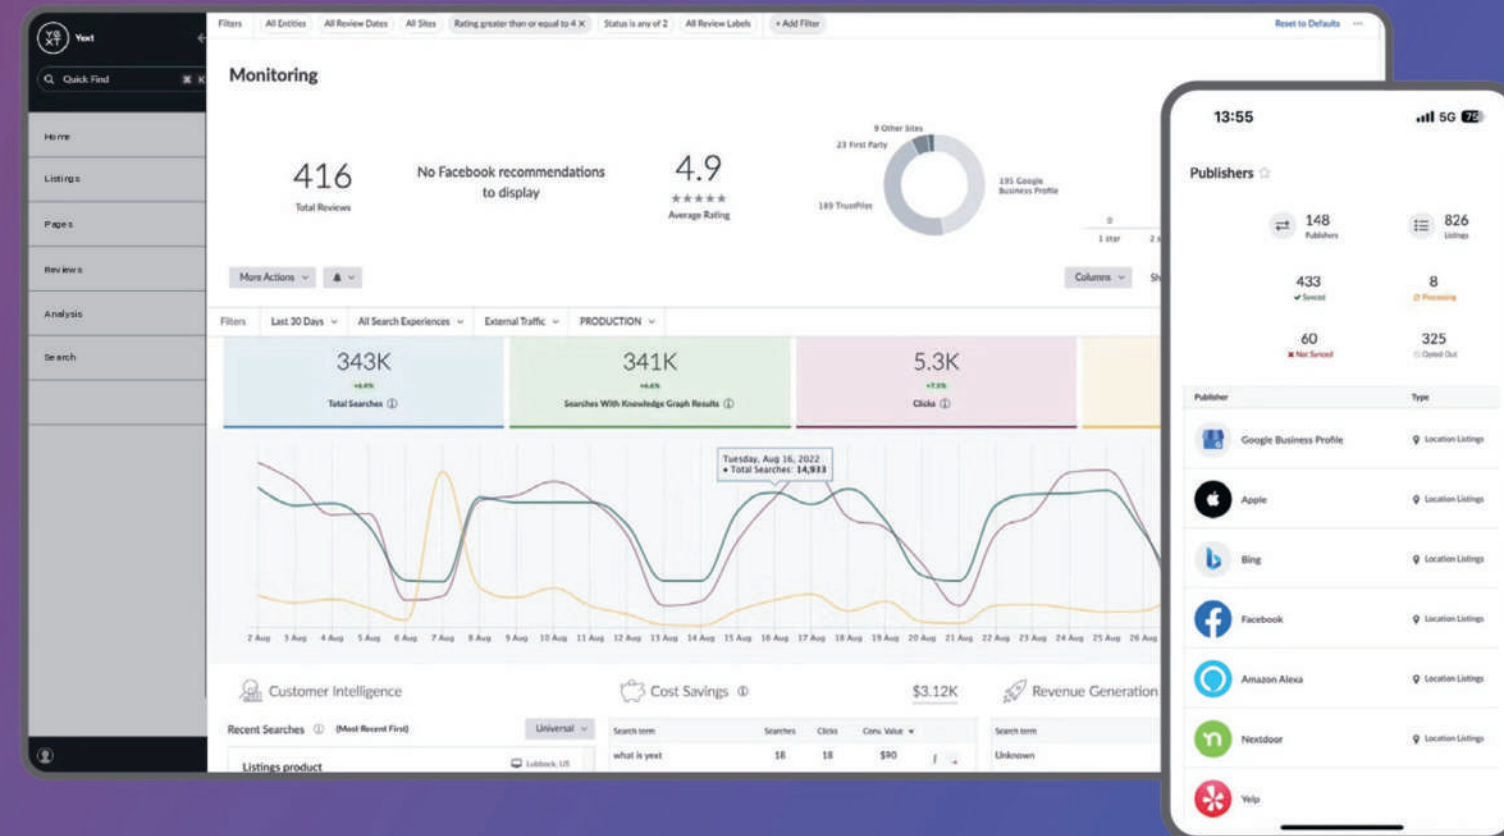 YEXT
Yext
Quick Find
⌘ K
Home
Listings
Pages
Reviews
Analysis
Search
Filters All Entities All Review Dates All Sites Rating greater than or equal to 4 X Status is any of 2 All Review Labels + Add Filter Reset to Defaults ...
Monitoring
416
Total Reviews
No Facebook recommendations
to display
4.9
★★★★★
Average Rating
9 Other Sites
23 First Party
189 TrustPilot
195 Google
Business Profile
0
1 star
More Actions
Columns
Filters Last 30 Days All Search Experiences External Traffic PRODUCTION
343K
Total Searches
341K
+6.6%
Searches With Knowledge Graph Results
5.3K
+7.5%
Clicks
Tuesday, Aug 16, 2022
• Total Searches: 14,933
2 Aug 3 Aug 4 Aug 5 Aug 6 Aug 7 Aug 8 Aug 9 Aug 10 Aug 11 Aug 12 Aug 13 Aug 14 Aug 15 Aug 16 Aug 17 Aug 18 Aug 19 Aug 20 Aug 21 Aug 22 Aug 23 Aug 24 Aug 25 Aug 26 Aug
Customer Intelligence
Recent Searches (Most Recent First) Universal
Listings product Lubbock, US
Cost Savings $3.12K
Search term Searches Clicks Conv. Value
what is yext 18 18 $90
Revenue Generation
Search term
Unknown
13:55 5G 75
Publishers
148
Publishers
826
Listings
433
Synced
8
Processing
60
Not Synced
325
Opted Out
Publisher Type
Google Business Profile Location Listings
Apple Location Listings
Bing Location Listings
Facebook Location Listings
Amazon Alexa Location Listings
Nextdoor Location Listings
Yelp